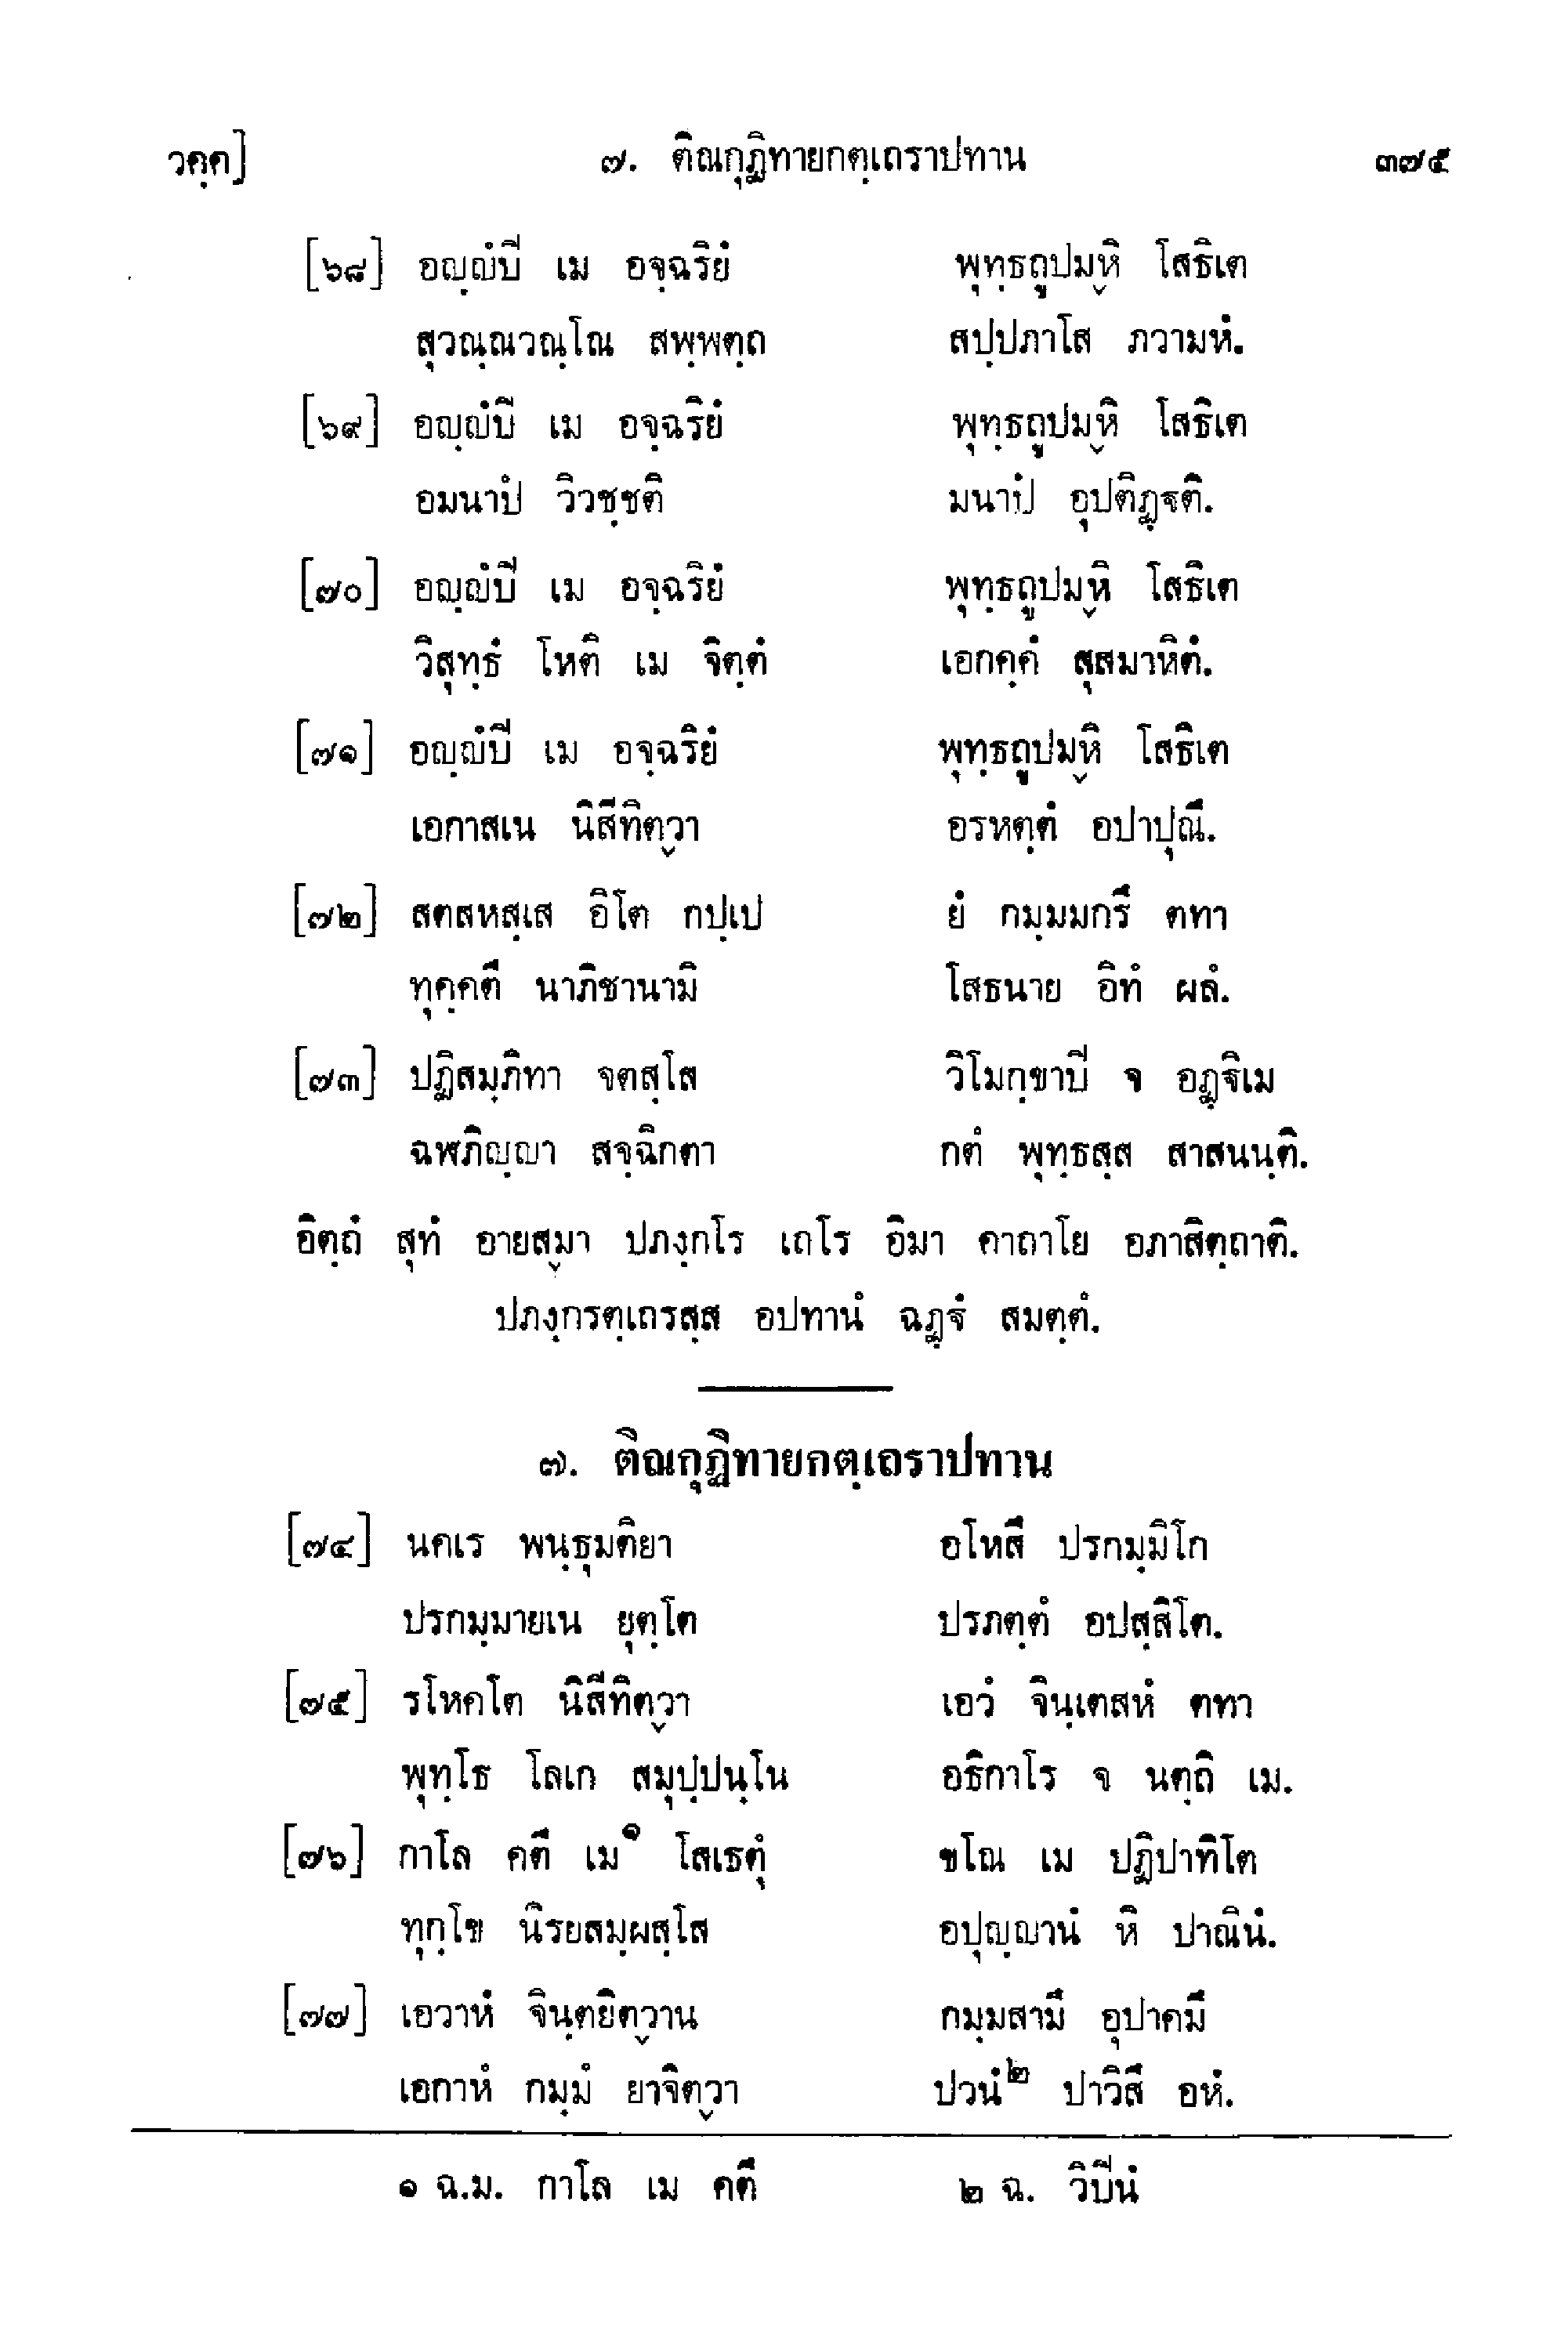 วคฺค] ๗. ติณกุฏิทายกตฺเถราปทาน ๓๗๕
[๖๘] อญฺญํปี เม อจฺฉริยํ พุทฺธถูปมฺหิ โสธิเต
สุวณฺณวณฺโณ สพฺพตฺถ สปฺปภาโส ภวามหํ.
[๖๙] อญฺญํปี เม อจฺฉริยํ พุทฺธถูปมฺหิ โสธิเต
อมนาปํ วิวชฺชติ มนาปํ อุปติฏฺฐติ.
[๗๐] อญฺญํปี เม อจฺฉริยํ พุทฺธถูปมฺหิ โสธิเต
วิสุทฺธํ โหติ เม จิตฺตํ เอกคฺคํ สุสมาหิตํ.
[๗๑] อญฺญํปี เม อจฺฉริยํ พุทฺธถูปมฺหิ โสธิเต
เอกาสเน นิสีทิตฺวา อรหตฺตํ อปาปุณึ.
[๗๒] สตสหสฺเส อิโต กปฺเป ยํ กมฺมมกรึ ตทา
ทุคฺคตึ นาภิชานามิ โสธนาย อิทํ ผลํ.
[๗๓] ปฏิสมฺภิทา จตสฺโส วิโมกฺขาปี จ อฏฺฐิเม
ฉฬภิญฺญา สจฺฉิกตา กตํ พุทฺธสฺส สาสนนฺติ.
อิตฺถํ สุทํ อายสฺมา ปภงฺกโร เถโร อิมา คาถาโย อภาสิตฺถาติ.
ปภงฺกรตฺเถรสฺส อปทานํ ฉฏฺฐํ สมตฺตํ.
๗. ติณกุฏิทายกตฺเถราปทาน
[๗๔] นคเร พนฺธุมติยา อโหสึ ปรกมฺมิโก
ปรกมฺมายเน ยุตฺโต ปรภตฺตํ อปสฺสิโต.
[๗๕] รโหคโต นิสีทิตฺวา เอวํ จินฺเตสหํ ตทา
พุทฺโธ โลเก สมุปฺปนฺโน อธิกาโร จ นตฺถิ เม.
[๗๖] กาโล คตึ เม๑ โสเธตุํ ขโณ เม ปฏิปาทิโต
ทุกฺโข นิรยสมฺผสฺโส อปุญฺญานํ หิ ปาณินํ.
[๗๗] เอวาหํ จินฺตยิตฺวาน กมฺมสามึ อุปาคมึ
เอกาหํ กมฺมํ ยาจิตฺวา ปวนํ๒ ปาวิสึ อหํ.
๑ ฉ.ม. กาโล เม คตึ ๒ ฉ. วิปีนํ